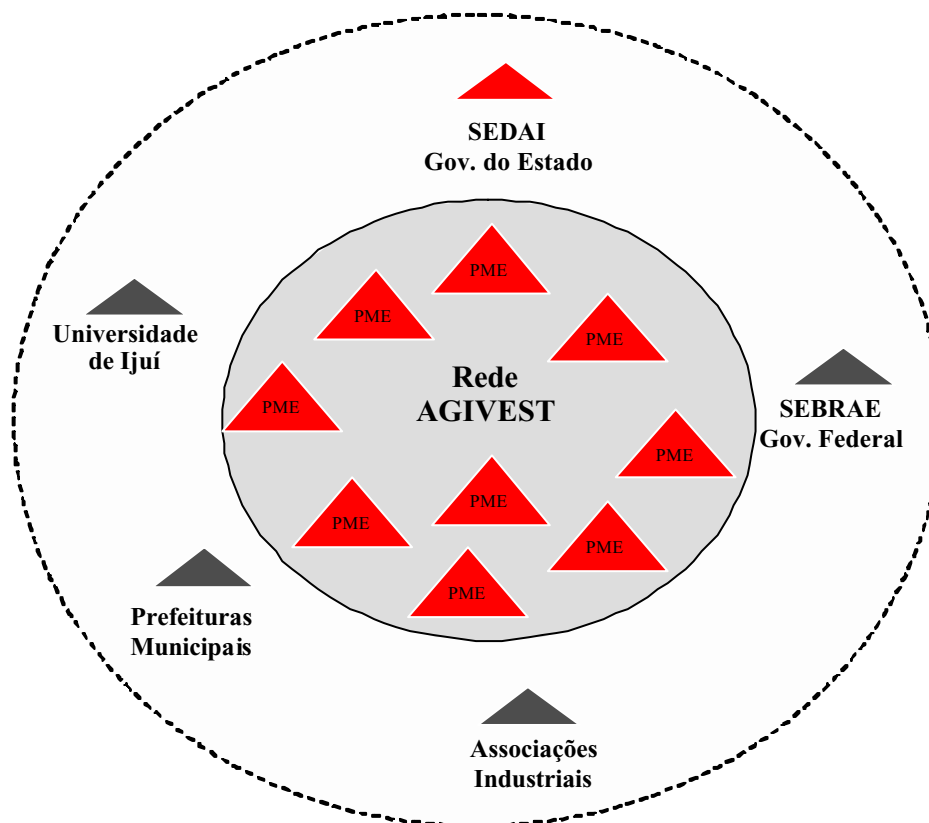 SEDAI
Gov. do Estado
PME
PME
PME
Universidade
de Ijuí
Rede
AGIVEST
PME
SEBRAE
Gov. Federal
PME
PME
PME
PME
PME
Prefeituras
Municipais
Associações
Industriais